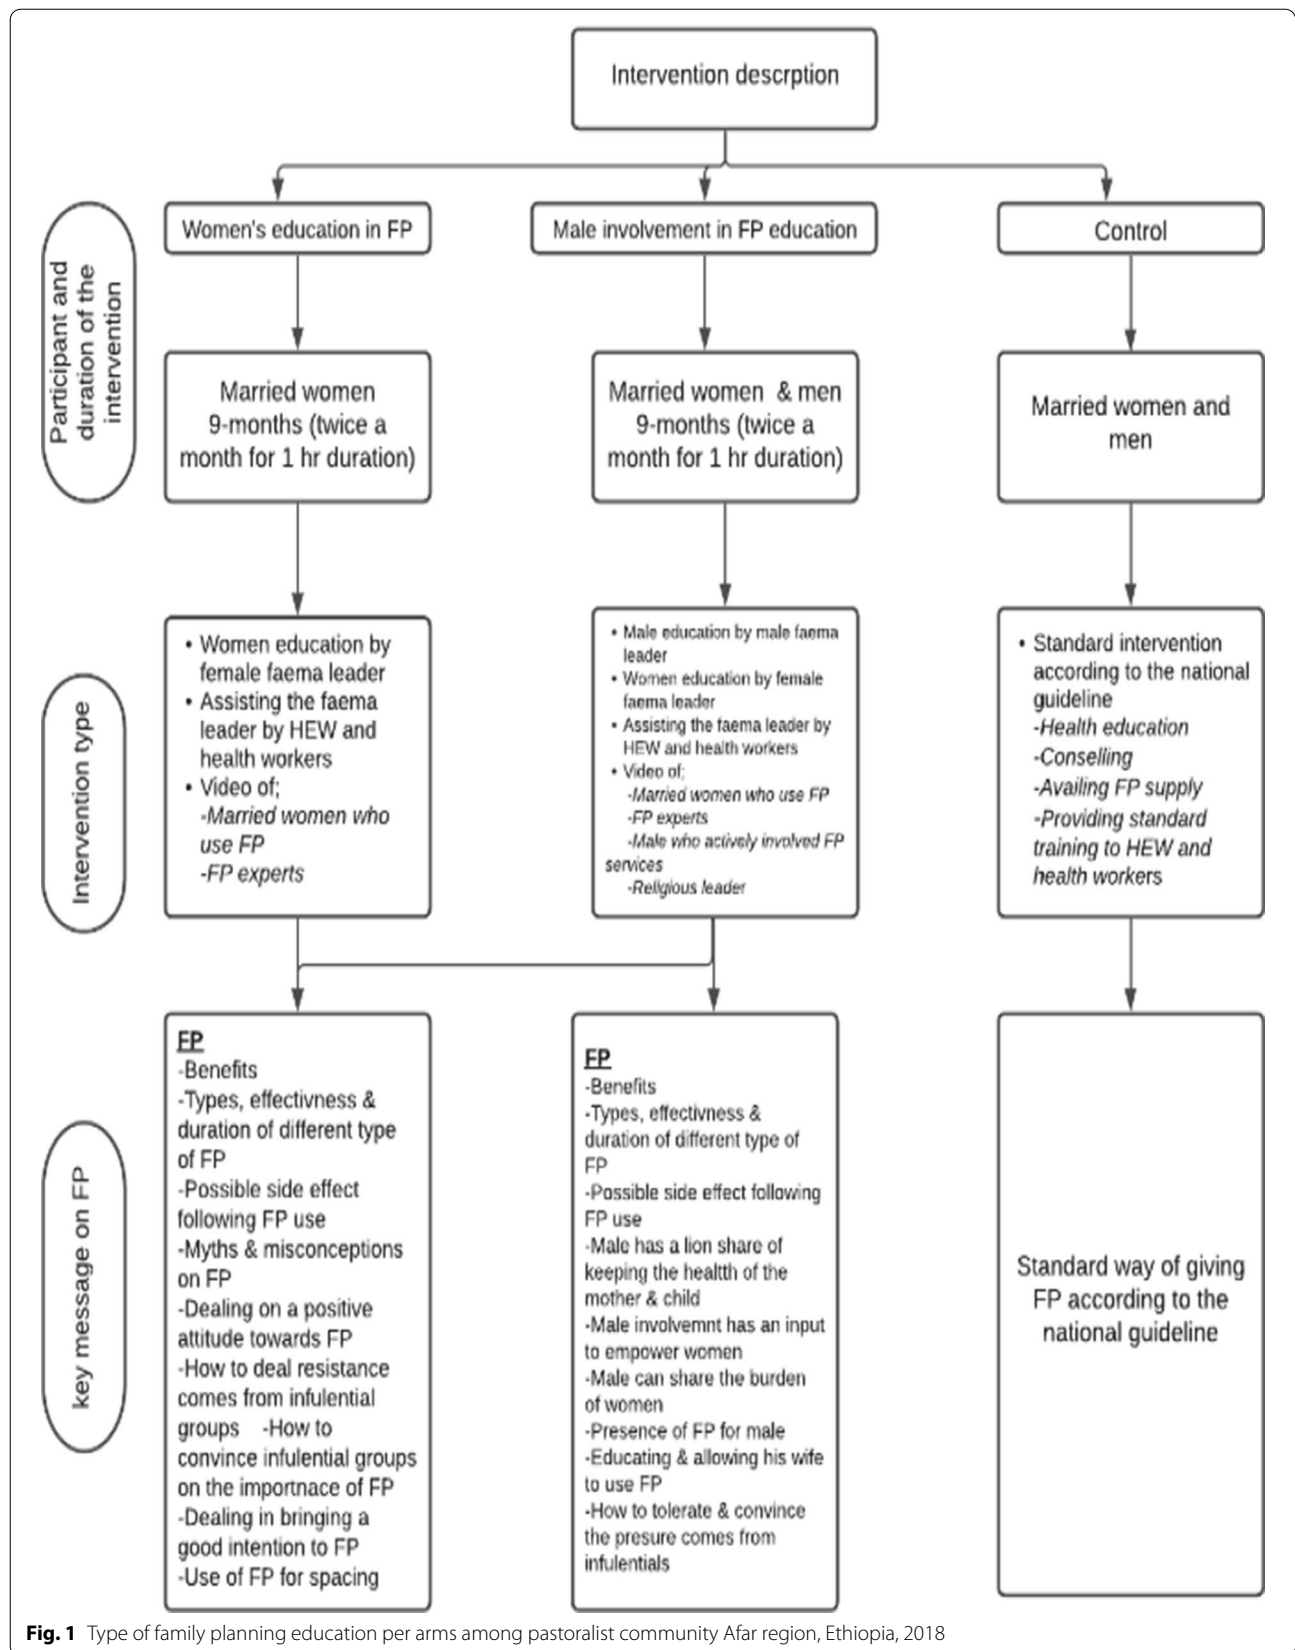 Intervention descrption
Women's education in FP
Male involvement in FP education
Control
Participant and
duration of the
intervention
Married women
9-months (twice a
month for 1 hr duration)
Married women & men
9-months (twice a
month for 1 hr duration)
Married women and
men
Intervention type
• Women education by
female faema leader
• Assisting the faema
leader by HEW and
health workers
• Video of;
-Married women who
use FP
-FP experts
• Male education by male faema
leader
• Women education by female
faema leader
• Assisting the faema leader by
HEW and health workers
• Video of;
-Married women who use FP
-FP experts
-Male who actively involved FP
services
-Religious leader
• Standard intervention
according to the national
guideline
-Health education
-Conselling
-Availing FP supply
-Providing standard
training to HEW and
health workers
key message on FP
FP
-Benefits
-Types, effectivness &
duration of different type
of FP
-Possible side effect
following FP use
-Myths & misconceptions
on FP
-Dealing on a positive
attitude towards FP
-How to deal resistance
comes from infulential
groups -How to
convince infulential groups
on the importnace of FP
-Dealing in bringing a
good intention to FP
-Use of FP for spacing
FP
-Benefits
-Types, effectivness &
duration of different type of
FP
-Possible side effect following
FP use
-Male has a lion share of
keeping the healtth of the
mother & child
-Male involvemnt has an input
to empower women
-Male can share the burden
of women
-Presence of FP for male
-Educating & allowing his wife
to use FP
-How to tolerate & convince
the presure comes from
infulentials
Standard way of giving
FP according to the
national guideline
Fig. 1 Type of family planning education per arms among pastoralist community Afar region, Ethiopia, 2018